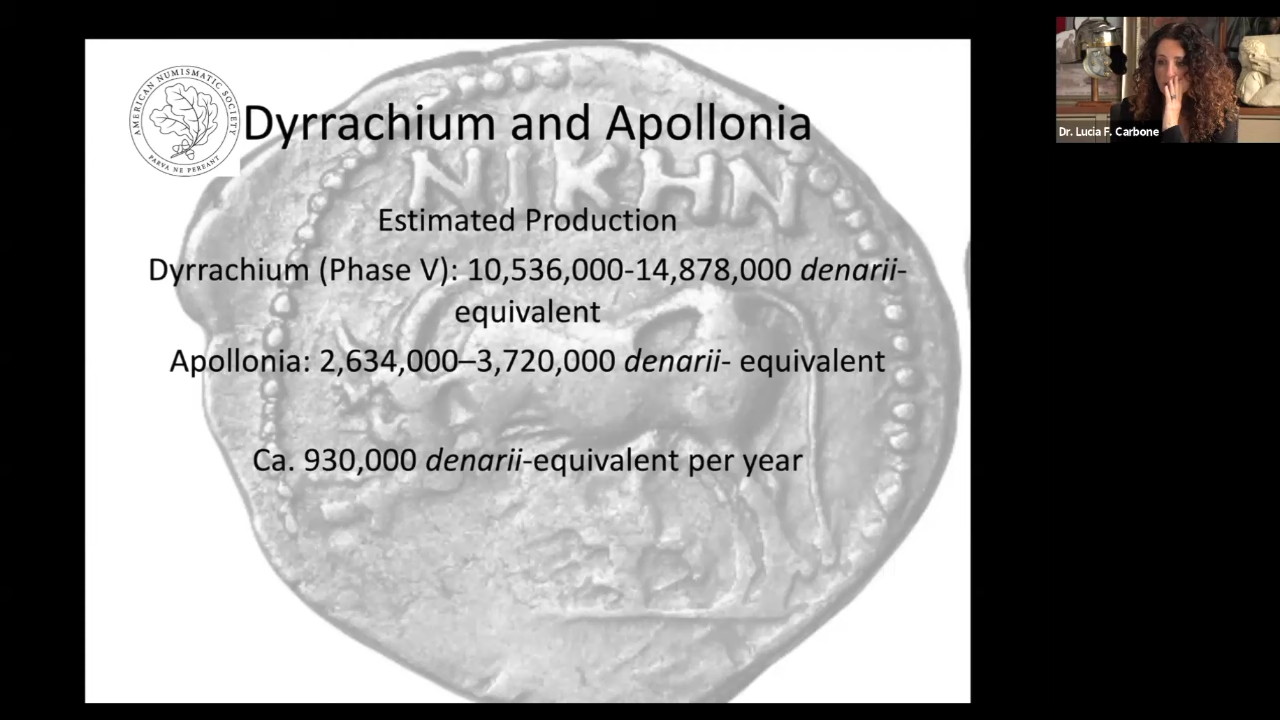 AMERICAN NUMISMATIC SOCIETY
PARVA NE PEREANT
Dyrrachium and Apollonia
ΝΙΚΗΝ
Estimated Production
Dyrrachium (Phase V): 10,536,000-14,878,000 denarii-
equivalent
Apollonia: 2,634,000–3,720,000 denarii- equivalent
Ca. 930,000 denarii-equivalent per year
Dr. Lucia F. Carbone